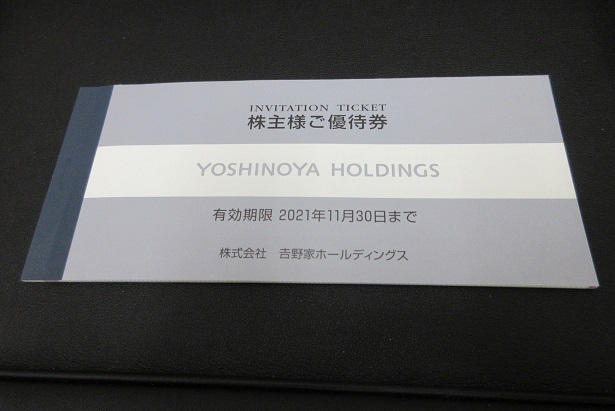 INVITATION TICKET
株主様ご優待券
YOSHINOYA HOLDINGS
有効期限 2021年11月30日まで
株式会社 𠮷野家ホールディングス